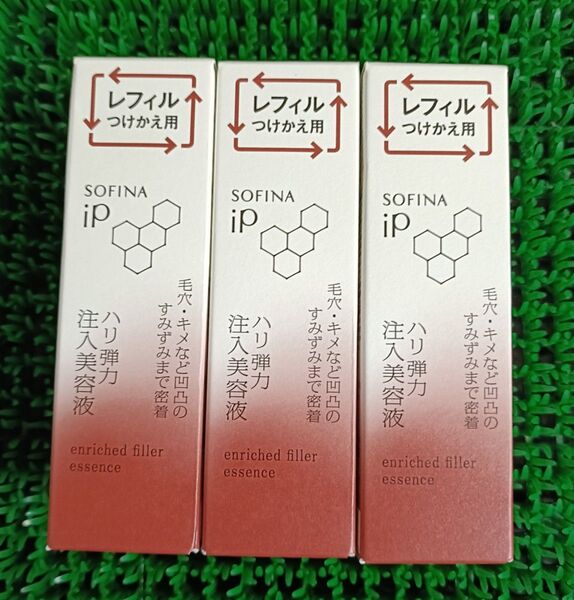 レフィル
つけかえ用
SOFINA
iP
毛穴・キメなど凹凸の
すみずみまで密着
ハリ弾力
注入美容液
enriched filler
essence
レフィル
つけかえ用
SOFINA
iP
毛穴・キメなど凹凸の
すみずみまで密着
ハリ弾力
注入美容液
enriched filler
essence
レフィル
つけかえ用
SOFINA
iP
毛穴・キメなど凹凸の
すみずみまで密着
ハリ弾力
注入美容液
enriched filler
essence